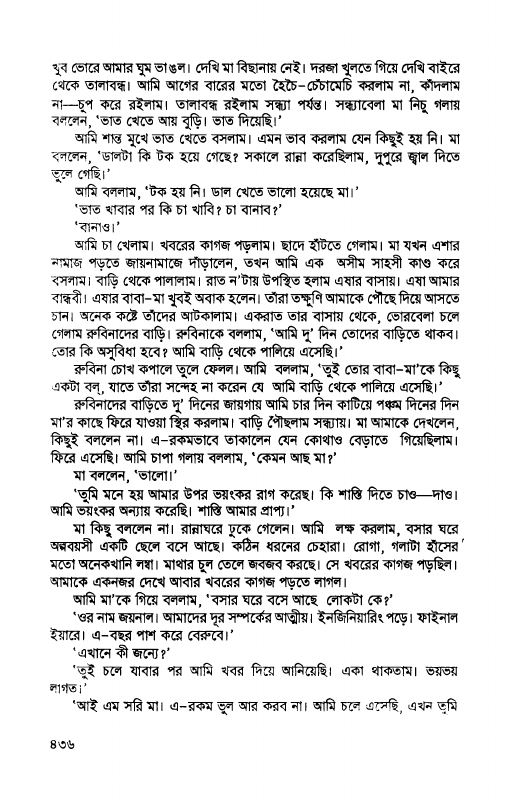 খুব ভোরে আমার ঘুম ভাঙল। দেখি মা বিছানায় নেই। দরজা খুলতে গিয়ে দেখি বাইরে
থেকে তালাবন্ধ। আমি আগের বারের মতো হৈচৈ–চেঁচামেচি করলাম না, কাঁদলাম
না—চুপ করে রইলাম। তালাবন্ধ রইলাম সন্ধ্যা পর্যন্ত। সন্ধ্যাবেলা মা নিচু গলায়
বললেন, ‘ভাত খেতে আয় বুড়ি। ভাত দিয়েছি।’
আমি শান্ত মুখে ভাত খেতে বসলাম। এমন ভাব করলাম যেন কিছুই হয় নি। মা
বললেন, ‘ডালটা কি টক হয়ে গেছে? সকালে রান্না করেছিলাম, দুপুরে জ্বাল দিতে
ভুলে গেছি।’
আমি বললাম, ‘টক হয় নি। ডাল খেতে ভালো হয়েছে মা।’
‘ভাত খাবার পর কি চা খাবি? চা বানাব?’
‘বানাও।’
আমি চা খেলাম। খবরের কাগজ পড়লাম। ছাদে হাঁটতে গেলাম। মা যখন এশার
নামাজ পড়তে জায়নামাজে দাঁড়ালেন, তখন আমি এক অসীম সাহসী কাণ্ড করে
বসলাম। বাড়ি থেকে পালালাম। রাত ন’টায় উপস্থিত হলাম এষার বাসায়। এষা আমার
বান্ধবী। এষার বাবা–মা খুবই অবাক হলেন। তাঁরা তক্ষুণি আমাকে পৌঁছে দিয়ে আসতে
চান। অনেক কষ্টে তাঁদের আটকালাম। একরাত তার বাসায় থেকে, ভোরবেলা চলে
গেলাম রুবিনাদের বাড়ি। রুবিনাকে বললাম, ‘আমি দু’ দিন তোদের বাড়িতে থাকব।
তোর কি অসুবিধা হবে? আমি বাড়ি থেকে পালিয়ে এসেছি।’
রুবিনা চোখ কপালে তুলে ফেলল। আমি বললাম, ‘তুই তোর বাবা–মা’কে কিছু
একটা বল্, যাতে তাঁরা সন্দেহ না করেন যে আমি বাড়ি থেকে পালিয়ে এসেছি।’
রুবিনাদের বাড়িতে দু’ দিনের জায়গায় আমি চার দিন কাটিয়ে পঞ্চম দিনের দিন
মা’র কাছে ফিরে যাওয়া স্থির করলাম। বাড়ি পৌঁছলাম সন্ধ্যায়। মা আমাকে দেখলেন,
কিছুই বললেন না। এ–রকমভাবে তাকালেন যেন কোথাও বেড়াতে গিয়েছিলাম।
ফিরে এসেছি। আমি চাপা গলায় বললাম, ‘কেমন আছ মা?’
মা বললেন, ‘ভালো।’
‘তুমি মনে হয় আমার উপর ভয়ংকর রাগ করেছ। কি শাস্তি দিতে চাও—দাও।
আমি ভয়ংকর অন্যায় করেছি। শাস্তি আমার প্রাপ্য।’
মা কিছু বললেন না। রান্নাঘরে ঢুকে গেলেন। আমি লক্ষ করলাম, বসার ঘরে
অল্পবয়সী একটি ছেলে বসে আছে। কঠিন ধরনের চেহারা। রোগা, গলাটা হাঁসের
মতো অনেকখানি লম্বা। মাথার চুল তেলে জবজব করছে। সে খবরের কাগজ পড়ছিল।
আমাকে একনজর দেখে আবার খবরের কাগজ পড়তে লাগল।
আমি মা’কে গিয়ে বললাম, ‘বসার ঘরে বসে আছে লোকটা কে?’
‘ওর নাম জয়নাল। আমাদের দূর সম্পর্কের আত্মীয়। ইনজিনিয়ারিং পড়ে। ফাইনাল
ইয়ারে। এ–বছর পাশ করে বেরুবে।’
‘এখানে কী জন্যে?’
‘তুই চলে যাবার পর আমি খবর দিয়ে আনিয়েছি। একা থাকতাম। ভয়ভয়
লাগত।’
‘আই এম সরি মা। এ–রকম ভুল আর করব না। আমি চলে এসেছি, এখন তুমি
৪৩৬